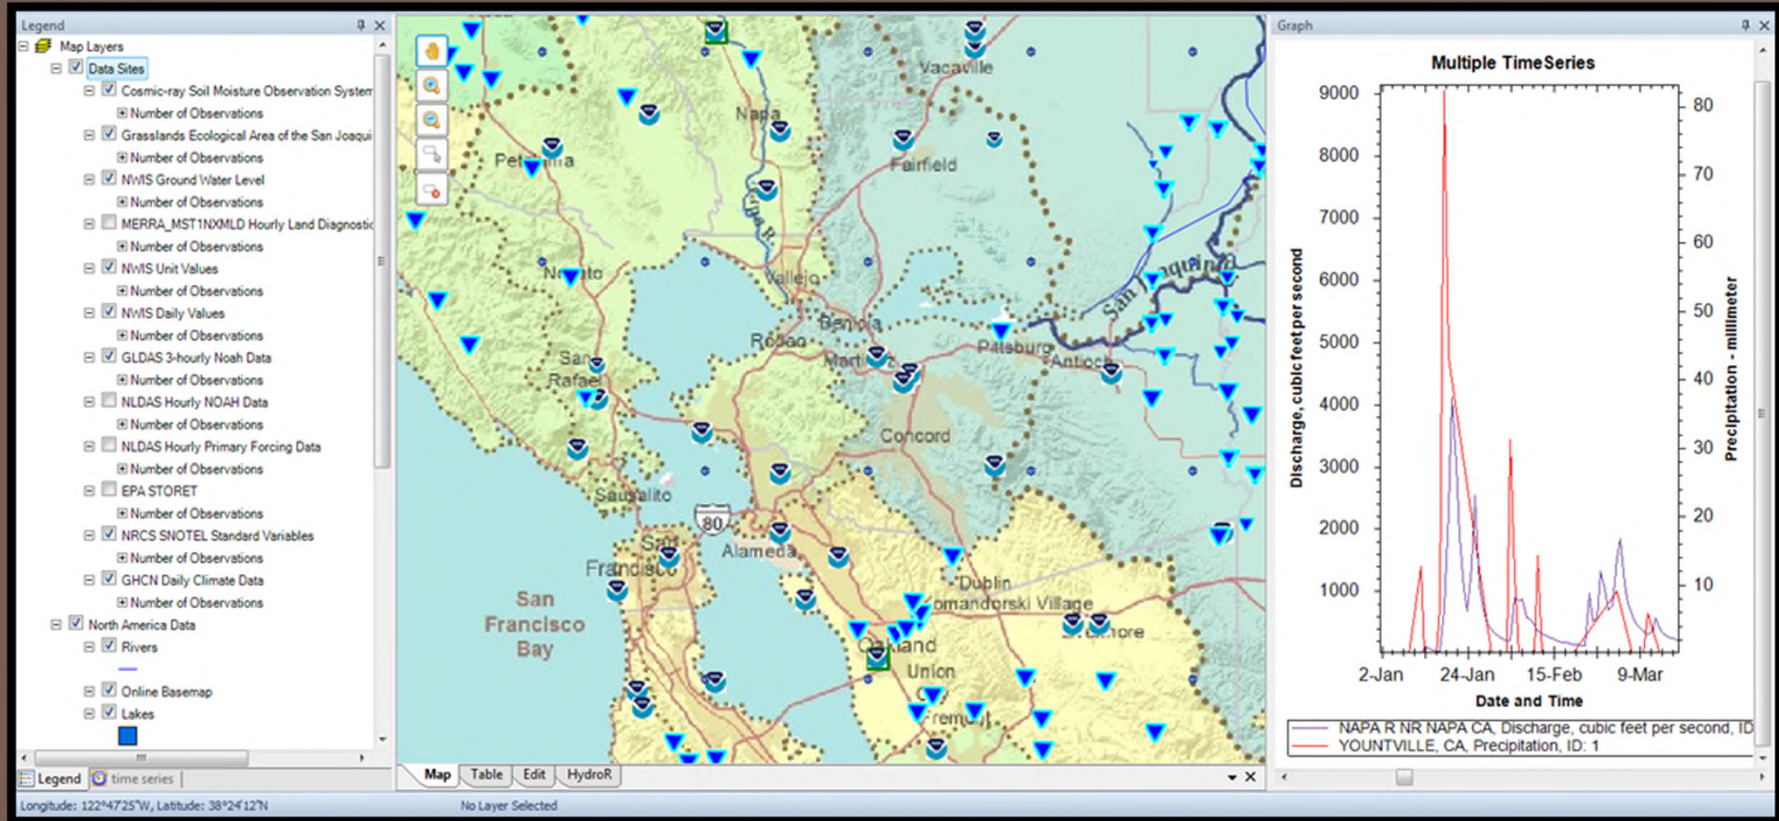 Legend
Map Layers
Data Sites
Cosmic-ray Soil Moisture Observation System
Number of Observations
Grasslands Ecological Area of the San Joaqui
Number of Observations
NWIS Ground Water Level
Number of Observations
MERRA_MST1NXMLD Hourly Land Diagnostic
Number of Observations
NWIS Unit Values
Number of Observations
NWIS Daily Values
Number of Observations
GLDAS 3-hourly Noah Data
Number of Observations
NLDAS Hourly NOAH Data
Number of Observations
NLDAS Hourly Primary Forcing Data
Number of Observations
EPA STORET
Number of Observations
NRCS SNOTEL Standard Variables
Number of Observations
GHCN Daily Climate Data
Number of Observations
North America Data
Rivers
Online Basemap
Lakes
Legend
time series
Vacaville
Napa
Fairfield
Napa R.
Vallejo
Benicia
San
Rafael
Pittsburg
Antioch
Concord
Sausalito
80
San
Francisco
Alameda
Dublin
San
Francisco
Bay
Oakland
Union
Fremont
Map
Table
Edit
HydroR
Graph
Multiple TimeSeries
Discharge, cubic feet per second
9000
8000
7000
6000
5000
4000
3000
2000
1000
80
70
60
50
40
30
20
10
Precipitation - millimeter
2-Jan
24-Jan
15-Feb
9-Mar
Date and Time
NAPA R NR NAPA CA, Discharge, cubic feet per second, ID
YOUNTVILLE, CA, Precipitation, ID: 1
Longitude: 122°47'25"W, Latitude: 38°24'12"N
No Layer Selected